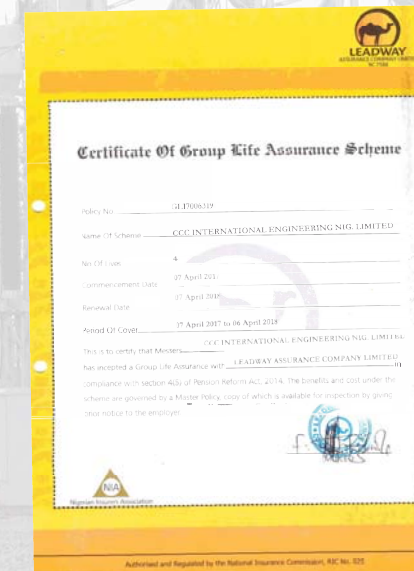 LEADWAY
ASSURANCE COMPANY LIMITED
Certificate Of Group Life Assurance Scheme
Policy No
Name Of Scheme CCC INTERNATIONAL ENGINEERING NIG. LIMITED
No Of Lives 4
Commencement Date 07 April 2017
Renewal Date 07 April 2018
Period Of Cover 07 April 2017 to 06 April 2018
This is to certify that Messers CCC INTERNATIONAL ENGINEERING NIG. LIMITED
has incepted a Group Life Assurance with LEADWAY ASSURANCE COMPANY LIMITED in
compliance with section 4(5) of Pension Reform Act, 2014. The benefits and cost under the
scheme are governed by a Master Policy, copy of which is available for inspection by giving
prior notice to the employer.
NIA
Nigerian Insurers Association
Authorised and Regulated by the National Insurance Commission, RIC No. 025